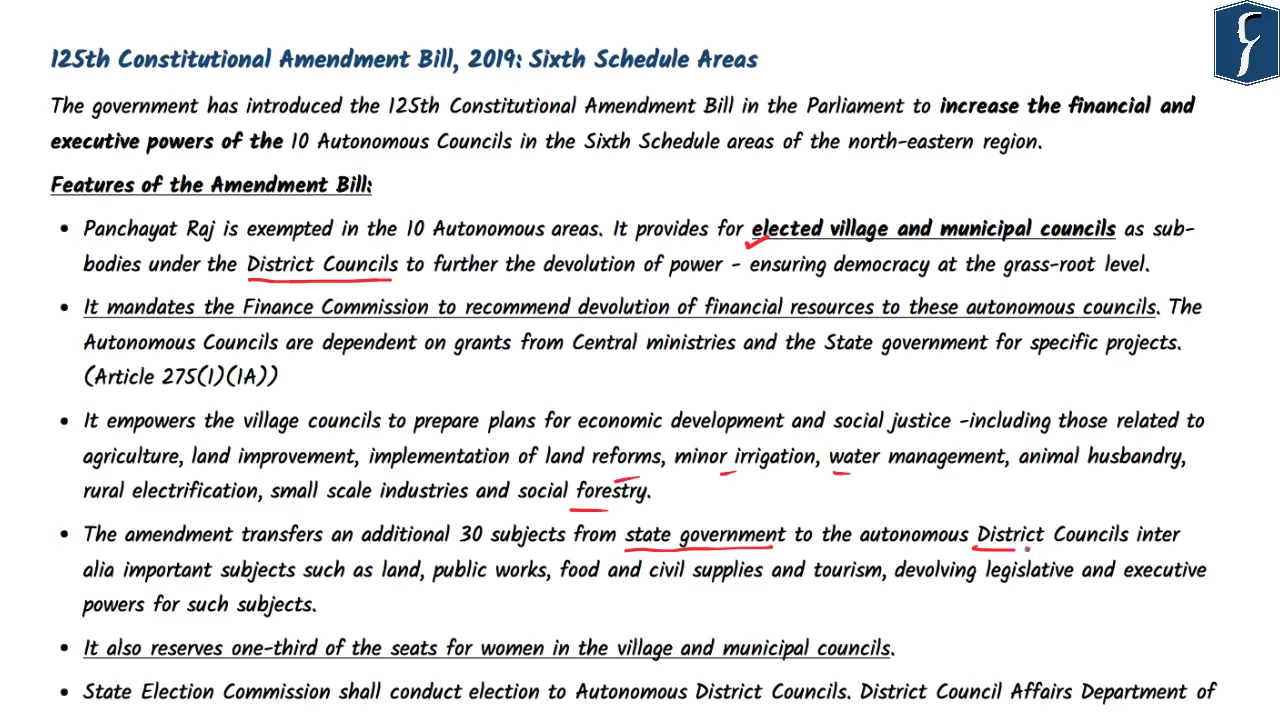 125th Constitutional Amendment Bill, 2019: Sixth Schedule Areas
The government has introduced the 125th Constitutional Amendment Bill in the Parliament to increase the financial and
executive powers of the 10 Autonomous Councils in the Sixth Schedule areas of the north-eastern region.
Features of the Amendment Bill:
• Panchayat Raj is exempted in the 10 Autonomous areas. It provides for elected village and municipal councils as sub-
bodies under the District Councils to further the devolution of power - ensuring democracy at the grass-root level.
• It mandates the Finance Commission to recommend devolution of financial resources to these autonomous councils. The
Autonomous Councils are dependent on grants from Central ministries and the State government for specific projects.
(Article 275(1)(1A))
• It empowers the village councils to prepare plans for economic development and social justice -including those related to
agriculture, land improvement, implementation of land reforms, minor irrigation, water management, animal husbandry,
rural electrification, small scale industries and social forestry.
• The amendment transfers an additional 30 subjects from state government to the autonomous District Councils inter
alia important subjects such as land, public works, food and civil supplies and tourism, devolving legislative and executive
powers for such subjects.
• It also reserves one-third of the seats for women in the village and municipal councils.
• State Election Commission shall conduct election to Autonomous District Councils. District Council Affairs Department of